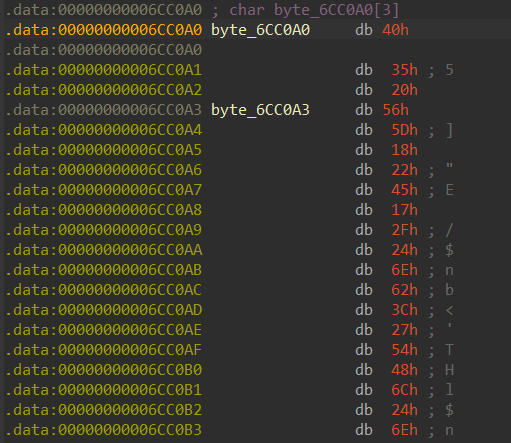 .data:00000000006CC0A0 ; char byte_6CC0A0[3]
.data:00000000006CC0A0 byte_6CC0A0 db 40h
.data:00000000006CC0A0
.data:00000000006CC0A1 db 35h ; 5
.data:00000000006CC0A2 db 20h
.data:00000000006CC0A3 byte_6CC0A3 db 56h
.data:00000000006CC0A4 db 5Dh ; ]
.data:00000000006CC0A5 db 18h
.data:00000000006CC0A6 db 22h ; "
.data:00000000006CC0A7 db 45h ; E
.data:00000000006CC0A8 db 17h
.data:00000000006CC0A9 db 2Fh ; /
.data:00000000006CC0AA db 24h ; $
.data:00000000006CC0AB db 6Eh ; n
.data:00000000006CC0AC db 62h ; b
.data:00000000006CC0AD db 3Ch ; <
.data:00000000006CC0AE db 27h ; '
.data:00000000006CC0AF db 54h ; T
.data:00000000006CC0B0 db 48h ; H
.data:00000000006CC0B1 db 6Ch ; l
.data:00000000006CC0B2 db 24h ; $
.data:00000000006CC0B3 db 6Eh ; n